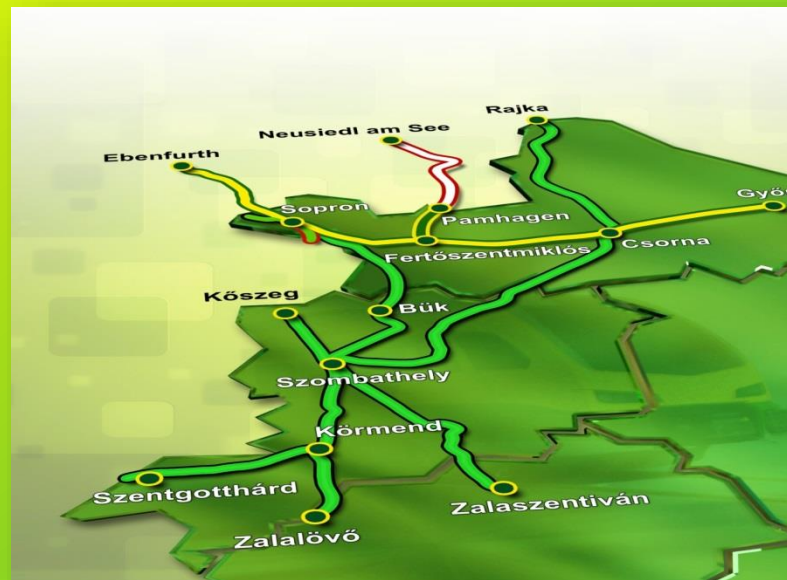 Rajka
Neusiedl am See
Ebenfurth
Sopron
Pamhagen
Csorna
Fertőszentmiklós
Kőszeg
Bük
Szombathely
Körmend
Szentgotthárd
Zalaszentiván
Zalalövő